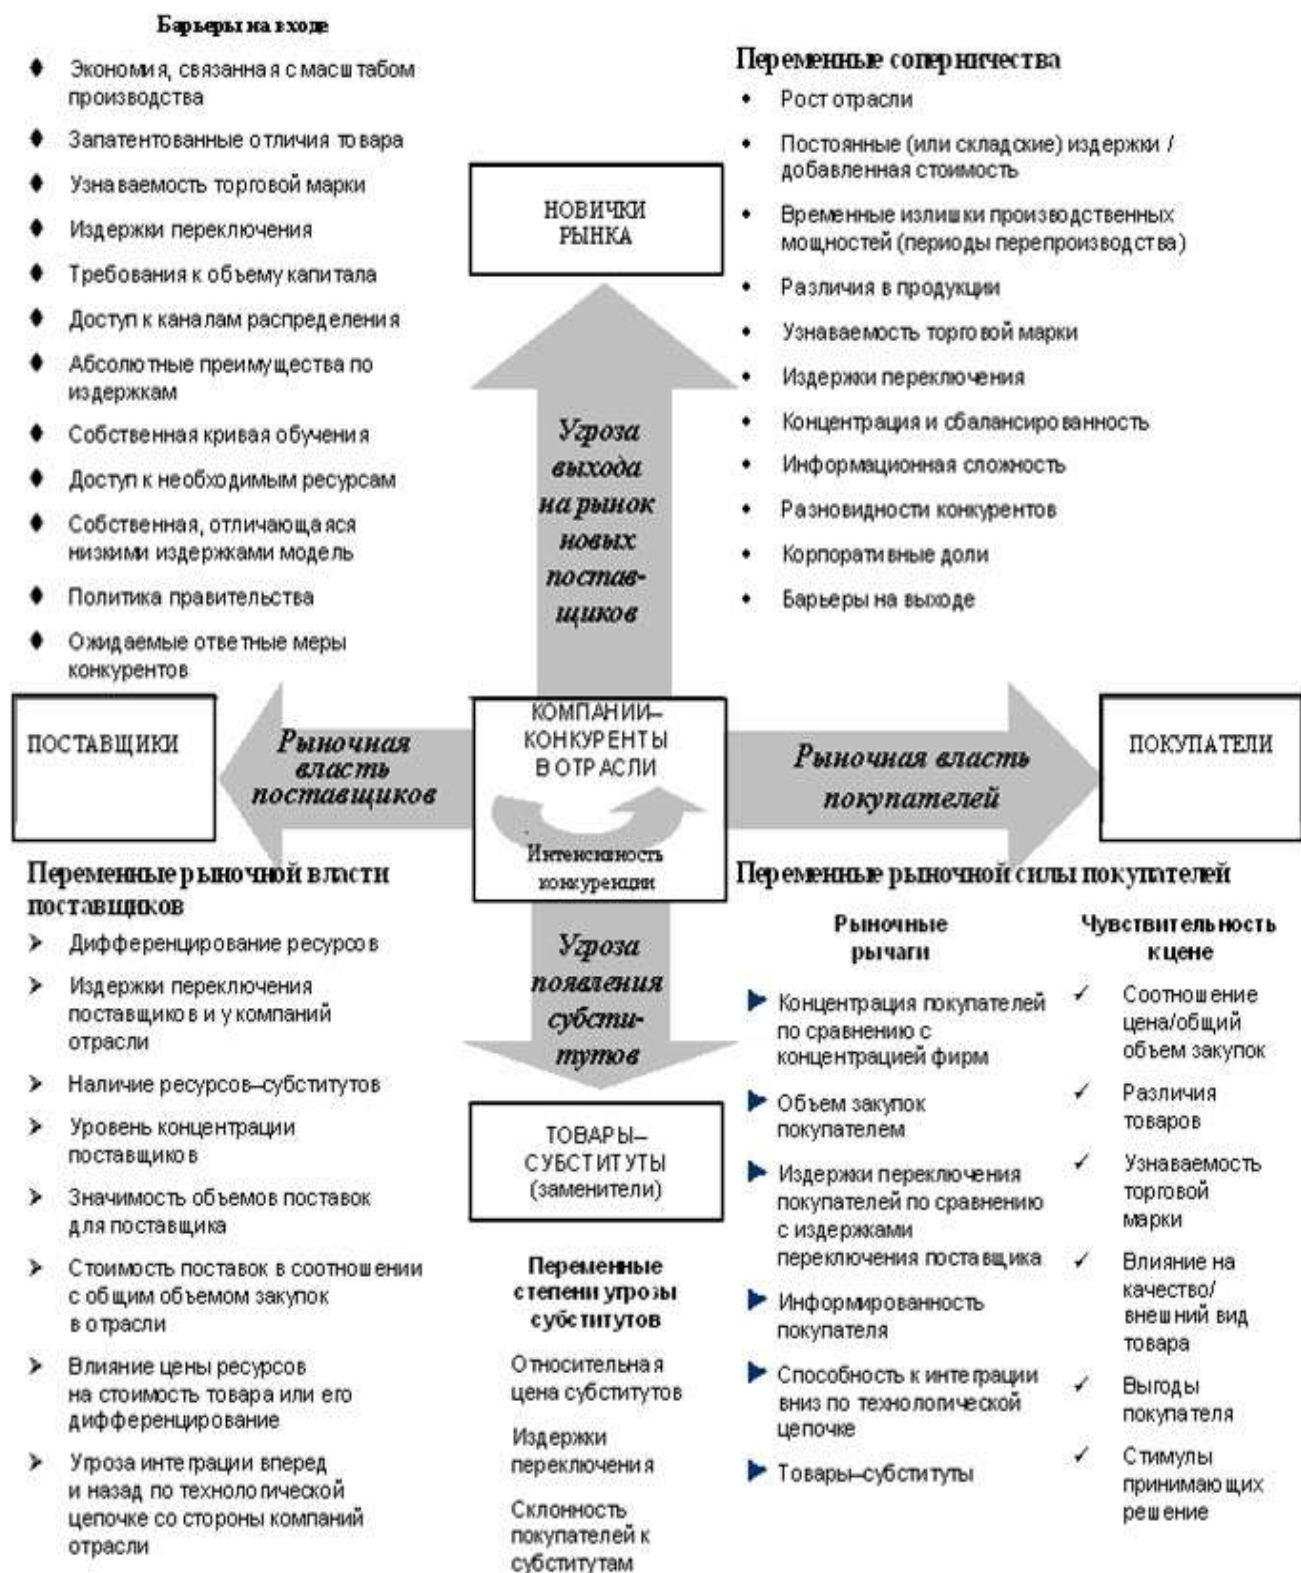 Барьеры на входе
Экономия, связанная с масштабом
производства
Запатентованные отличия товара
Узнаваемость торговой марки
Издержки переключения
Требования к объему капитала
Доступ к каналам распределения
Абсолютные преимущества по
издержкам
Собственная кривая обучения
Доступ к необходимым ресурсам
Собственная, отличающаяся
низкими издержками модель
Политика правительства
Ожидаемые ответные меры
конкурентов
НОВИЧКИ
РЫНКА
Угроза
выхода
на рынок
новых
постав-
щиков
Переменные соперничества
Рост отрасли
Постоянные (или складские) издержки /
добавленная стоимость
Временные излишки производственных
мощностей (периоды перепроизводства)
Различия в продукции
Узнаваемость торговой марки
Издержки переключения
Концентрация и сбалансированность
Информационная сложность
Разновидности конкурентов
Корпоративные доли
Барьеры на выходе
ПОСТАВЩИКИ
Рыночная
власть
поставщиков
КОМПАНИИ–
КОНКУРЕНТЫ
В ОТРАСЛИ
Интенсивность
конкуренции
Рыночная власть
покупателей
ПОКУПАТЕЛИ
Переменные рыночной власти
поставщиков
Дифференцирование ресурсов
Издержки переключения
поставщиков и у компаний
отрасли
Наличие ресурсов–субститутов
Уровень концентрации
поставщиков
Значимость объемов поставок
для поставщика
Стоимость поставок в соотношении
с общим объемом закупок
в отрасли
Влияние цены ресурсов
на стоимость товара или его
дифференцирование
Угроза интеграции вперед
и назад по технологической
цепочке со стороны компаний
отрасли
Угроза
появления
субсти-
тутов
ТОВАРЫ–
СУБСТИТУТЫ
(заменители)
Переменные
степени угрозы
субститутов
Относительная
цена субститутов
Издержки
переключения
Склонность
покупателей к
субститутам
Переменные рыночной силы покупателей
Рыночные
рычаги
Концентрация покупателей
по сравнению с
концентрацией фирм
Объем закупок
покупателем
Издержки переключения
покупателей по сравнению
с издержками
переключения поставщика
Информированность
покупателя
Способность к интеграции
вниз по технологической
цепочке
Товары–субституты
Чувствительность
к цене
Соотношение
цена/общий
объем закупок
Различия
товаров
Узнаваемость
торговой
марки
Влияние на
качество/
внешний вид
товара
Выгоды
покупателя
Стимулы
принимающих
решение